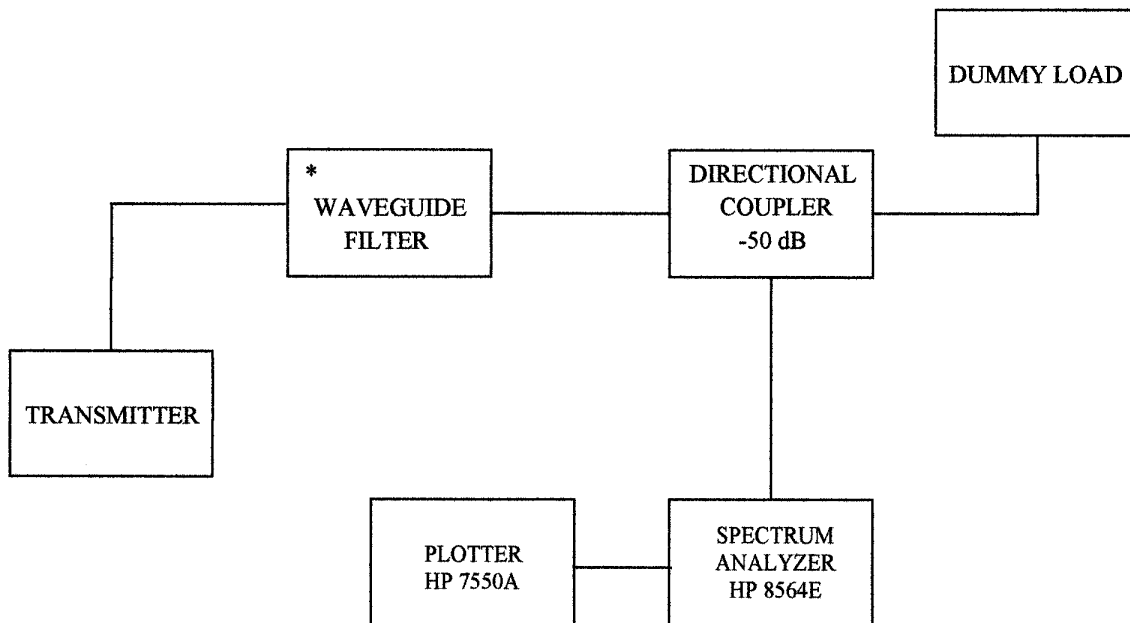 DUMMY LOAD
*
WAVEGUIDE
FILTER
DIRECTIONAL
COUPLER
-50 dB
TRANSMITTER
PLOTTER
HP 7550A
SPECTRUM
ANALYZER
HP 8564E